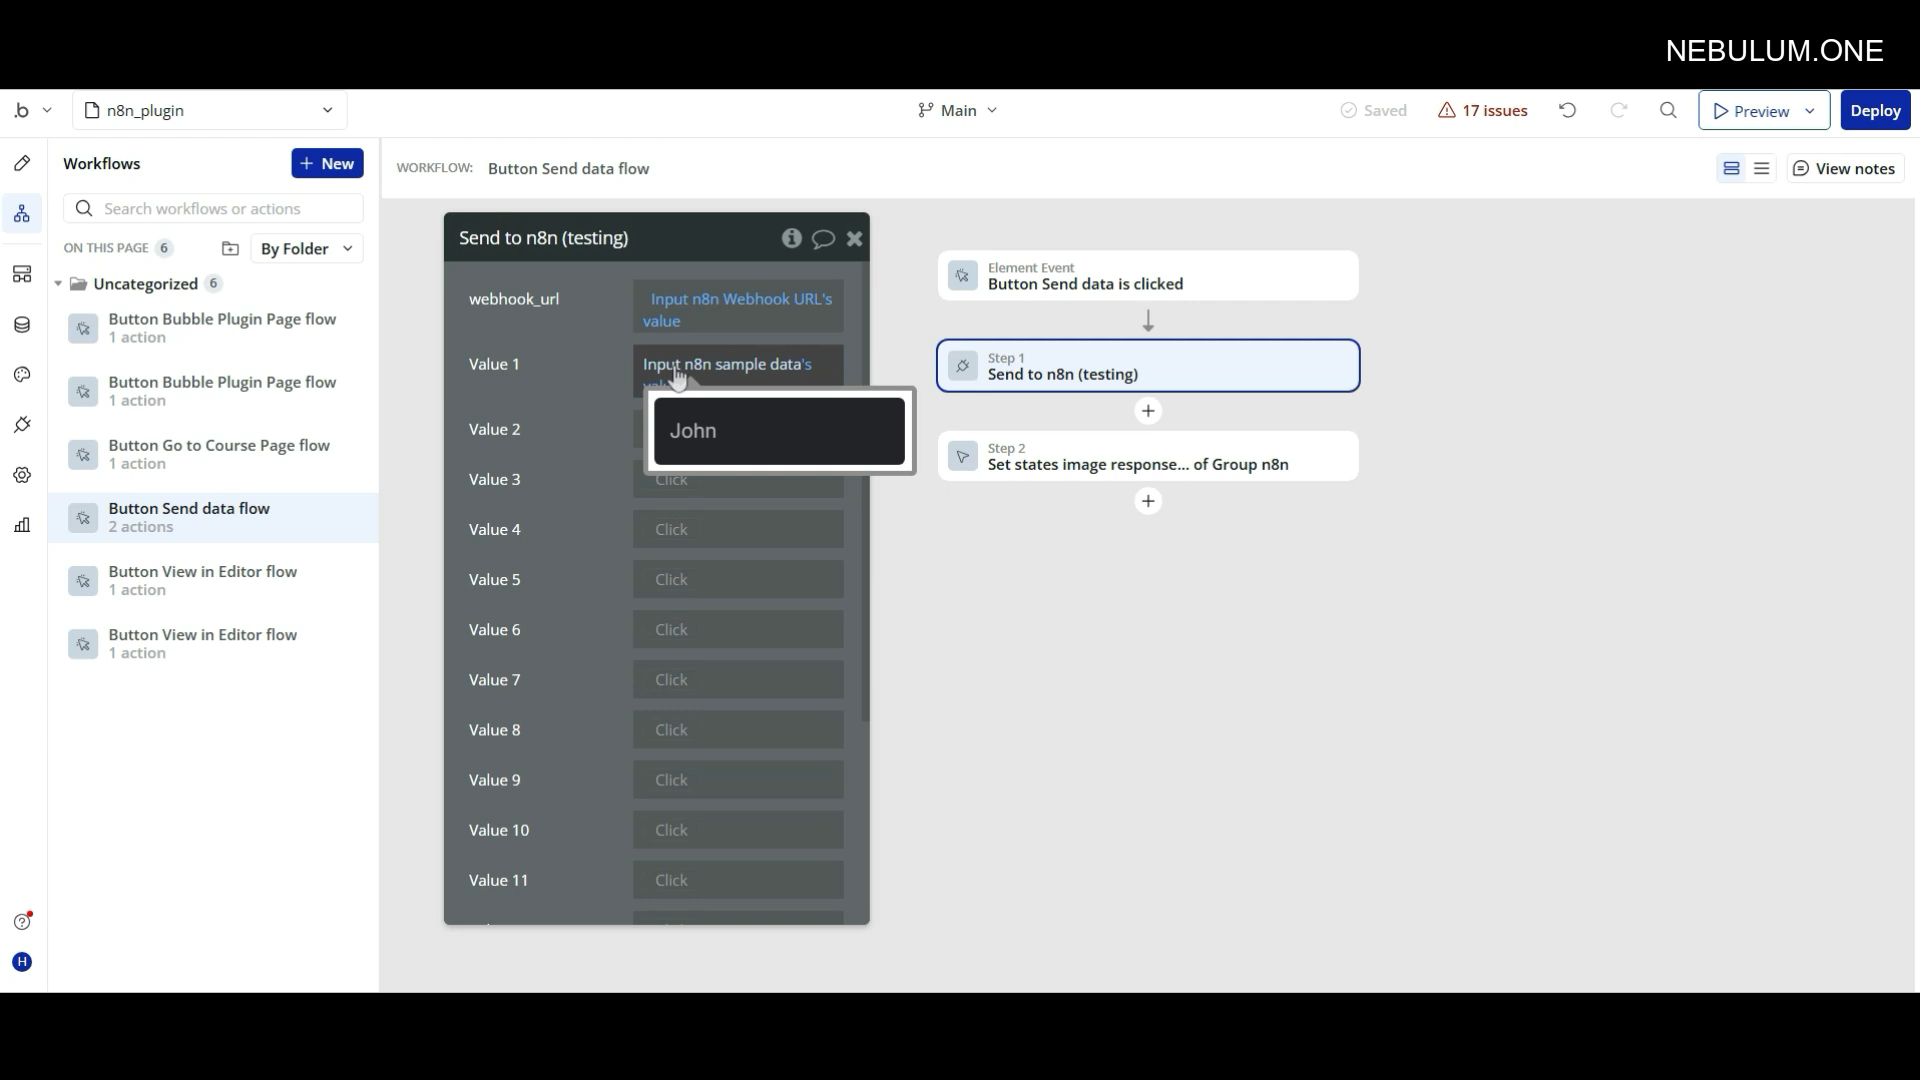 NEBULUM.ONE
.b
n8n_plugin
Main
Saved
17 issues
Preview
Deploy
Workflows
+ New
Search workflows or actions
ON THIS PAGE 6
By Folder
Uncategorized 6
Button Bubble Plugin Page flow
1 action
Button Bubble Plugin Page flow
1 action
Button Go to Course Page flow
1 action
Button Send data flow
2 actions
Button View in Editor flow
1 action
Button View in Editor flow
1 action
H
WORKFLOW: Button Send data flow
View notes
Send to n8n (testing)
webhook_url
Input n8n Webhook URL's
value
Value 1
Input n8n sample data's
John
Value 2
Value 3
Click
Value 4
Click
Value 5
Click
Value 6
Click
Value 7
Click
Value 8
Click
Value 9
Click
Value 10
Click
Value 11
Click
Element Event
Button Send data is clicked
Step 1
Send to n8n (testing)
Step 2
Set states image response... of Group n8n